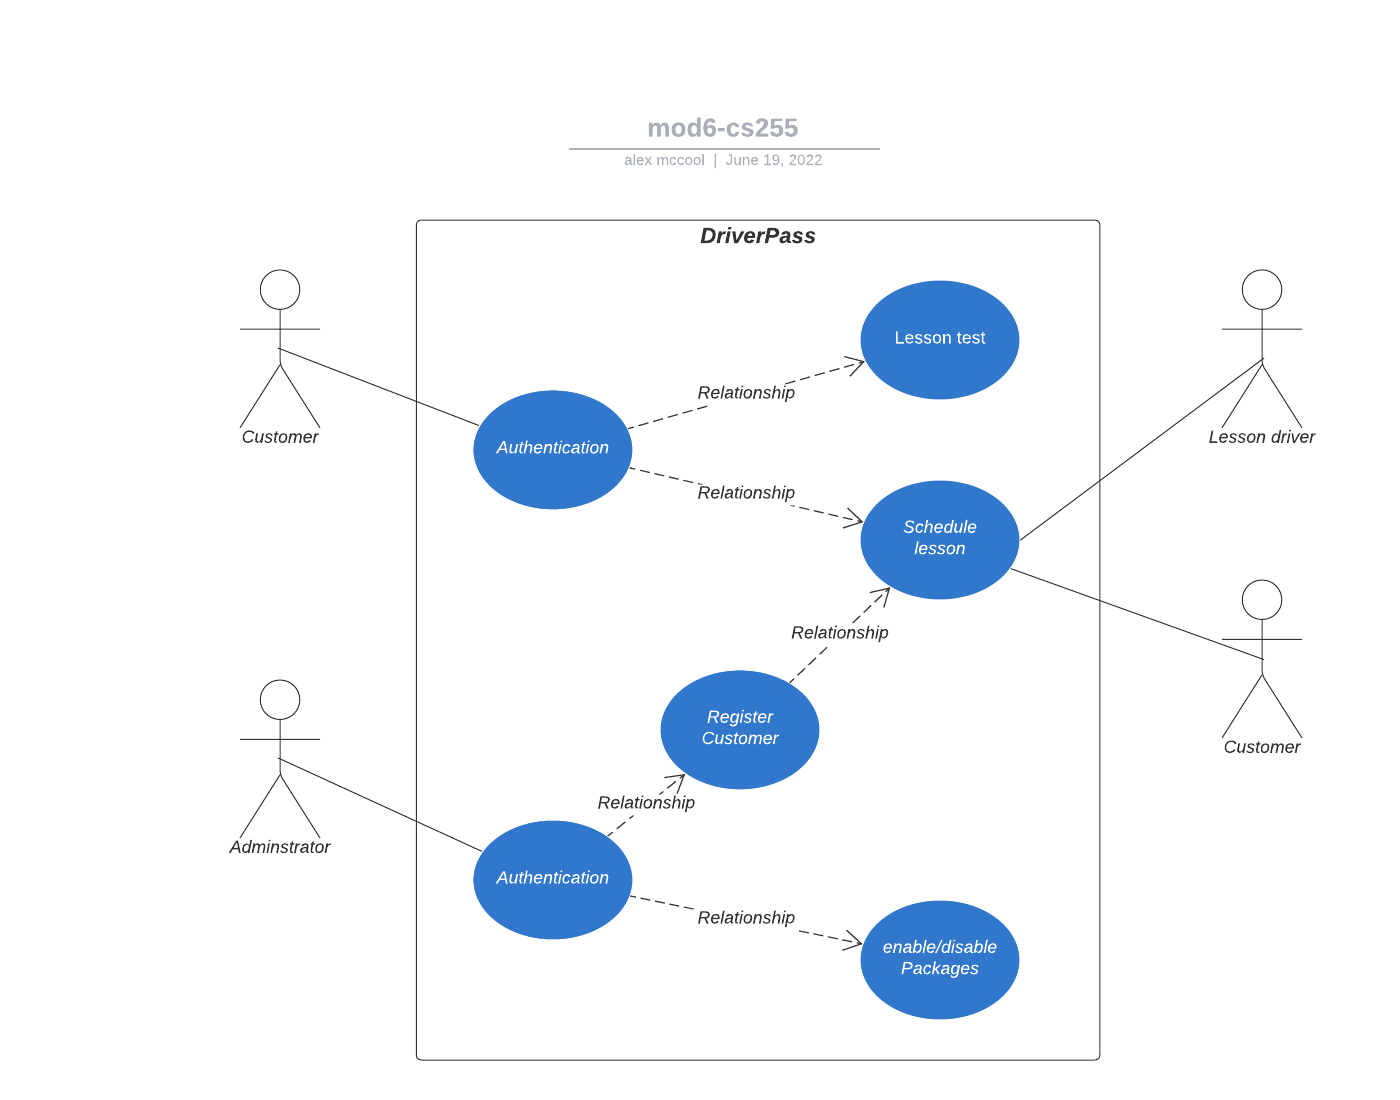 mod6-cs255
alex mccool | June 19, 2022
DriverPass
Lesson test
Relationship
Customer
Lesson driver
Authentication
Relationship
Schedule
lesson
Relationship
Register
Customer
Customer
Relationship
Adminstrator
Authentication
Relationship
enable/disable
Packages